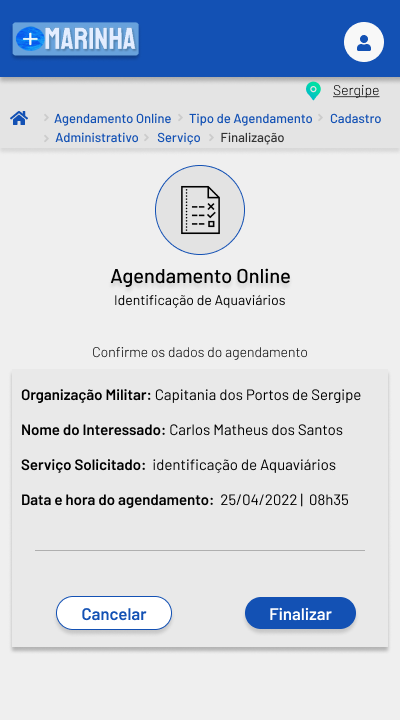 +MARINHA
Sergipe
Agendamento Online > Tipo de Agendamento > Cadastro
> Administrativo > Serviço > Finalização
Agendamento Online
Identificação de Aquaviários
Confirme os dados do agendamento
Organização Militar: Capitania dos Portos de Sergipe
Nome do Interessado: Carlos Matheus dos Santos
Serviço Solicitado: identificação de Aquaviários
Data e hora do agendamento: 25/04/2022 | 08h35
Cancelar
Finalizar